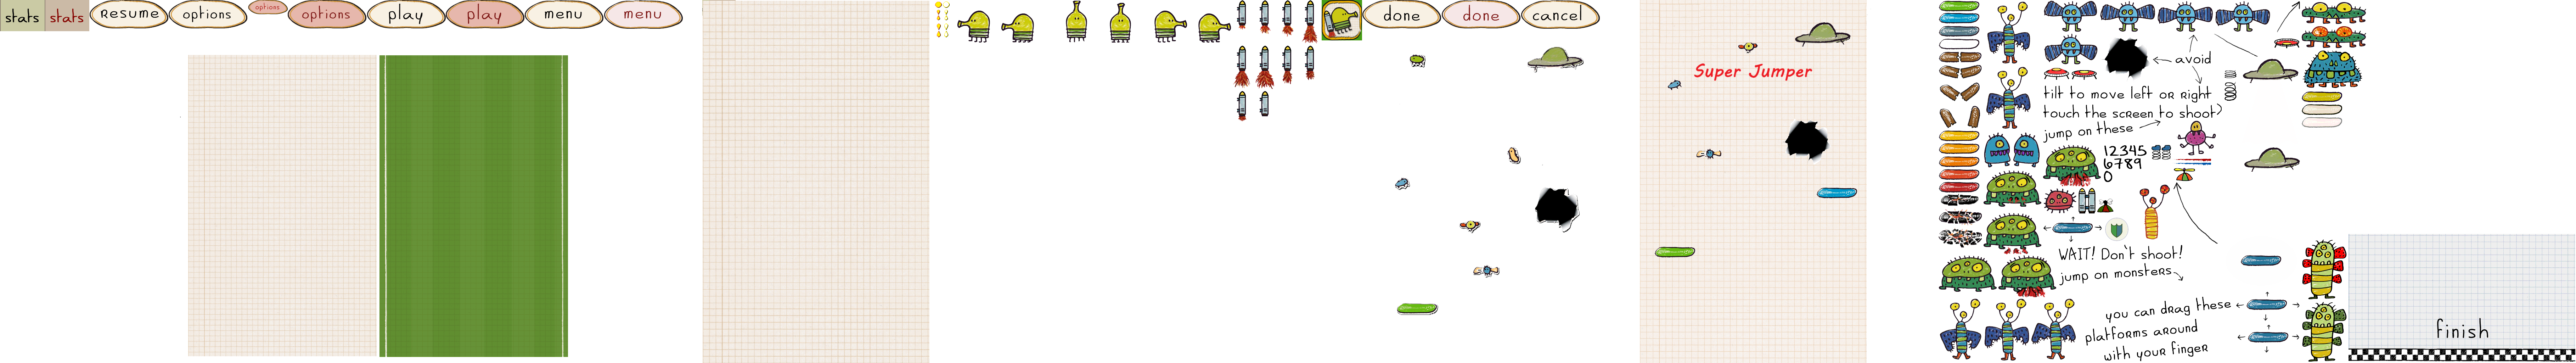 stats
stats
Resume
options
options
options
play
play
menu
menu
done
done
cancel
Super Jumper
avoid
tilt to move left or right
touch the screen to shoot)
jump on these
12345
6789
0
WAIT! Don't shoot!
jump on monsters
you can drag these
platforms around
with your finger
finish